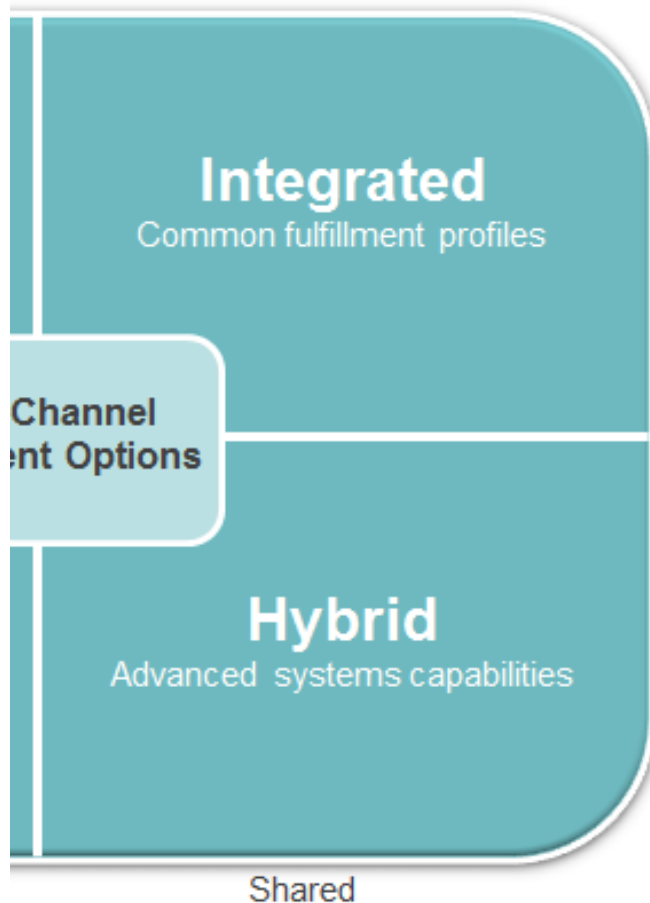 Integrated
Common fulfillment profiles
Channel
ent Options
Hybrid
Advanced systems capabilities
Shared